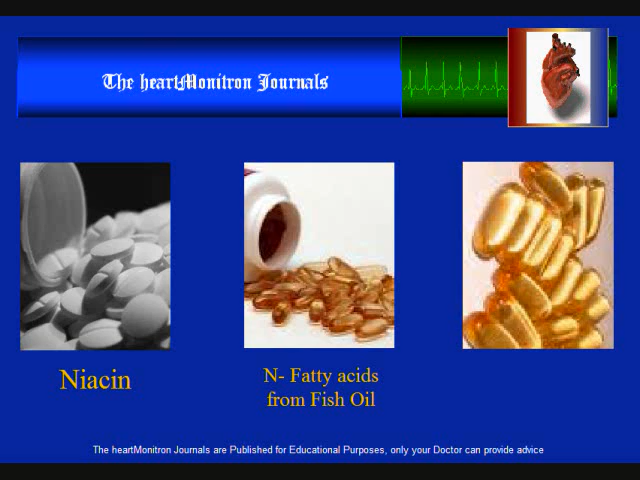 The heartMonitron Journals
Niacin
N- Fatty acids
from Fish Oil
The heartMonitron Journals are Published for Educational Purposes, only your Doctor can provide advice